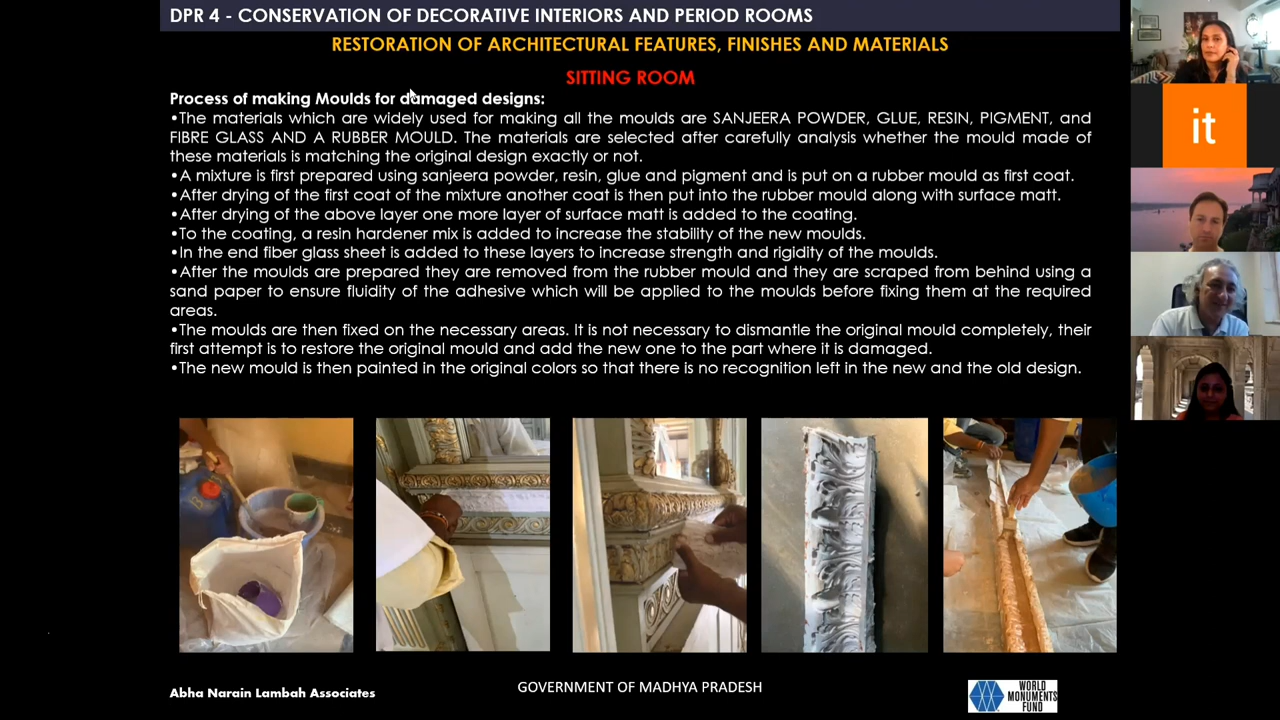 DPR 4 - CONSERVATION OF DECORATIVE INTERIORS AND PERIOD ROOMS
RESTORATION OF ARCHITECTURAL FEATURES, FINISHES AND MATERIALS
SITTING ROOM
Process of making Moulds for damaged designs:
•The materials which are widely used for making all the moulds are SANJEERA POWDER, GLUE, RESIN, PIGMENT, and
FIBRE GLASS AND A RUBBER MOULD. The materials are selected after carefully analysis whether the mould made of
these materials is matching the original design exactly or not.
•A mixture is first prepared using sanjeera powder, resin, glue and pigment and is put on a rubber mould as first coat.
•After drying of the first coat of the mixture another coat is then put into the rubber mould along with surface matt.
•After drying of the above layer one more layer of surface matt is added to the coating.
•To the coating, a resin hardener mix is added to increase the stability of the new moulds.
•In the end fiber glass sheet is added to these layers to increase strength and rigidity of the moulds.
•After the moulds are prepared they are removed from the rubber mould and they are scraped from behind using a
sand paper to ensure fluidity of the adhesive which will be applied to the moulds before fixing them at the required
areas.
•The moulds are then fixed on the necessary areas. It is not necessary to dismantle the original mould completely, their
first attempt is to restore the original mould and add the new one to the part where it is damaged.
•The new mould is then painted in the original colors so that there is no recognition left in the new and the old design.
it
Abha Narain Lambah Associates
GOVERNMENT OF MADHYA PRADESH
WORLD
MONUMENTS
FUND